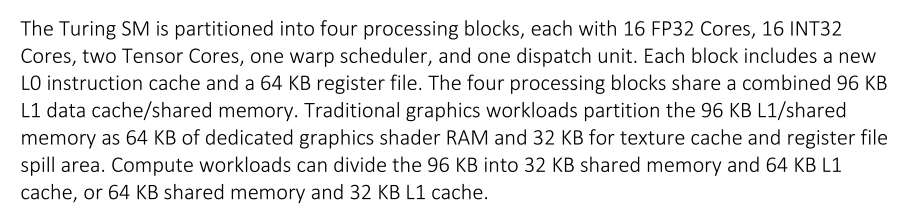 The Turing SM is partitioned into four processing blocks, each with 16 FP32 Cores, 16 INT32
Cores, two Tensor Cores, one warp scheduler, and one dispatch unit. Each block includes a new
L0 instruction cache and a 64 KB register file. The four processing blocks share a combined 96 KB
L1 data cache/shared memory. Traditional graphics workloads partition the 96 KB L1/shared
memory as 64 KB of dedicated graphics shader RAM and 32 KB for texture cache and register file
spill area. Compute workloads can divide the 96 KB into 32 KB shared memory and 64 KB L1
cache, or 64 KB shared memory and 32 KB L1 cache.